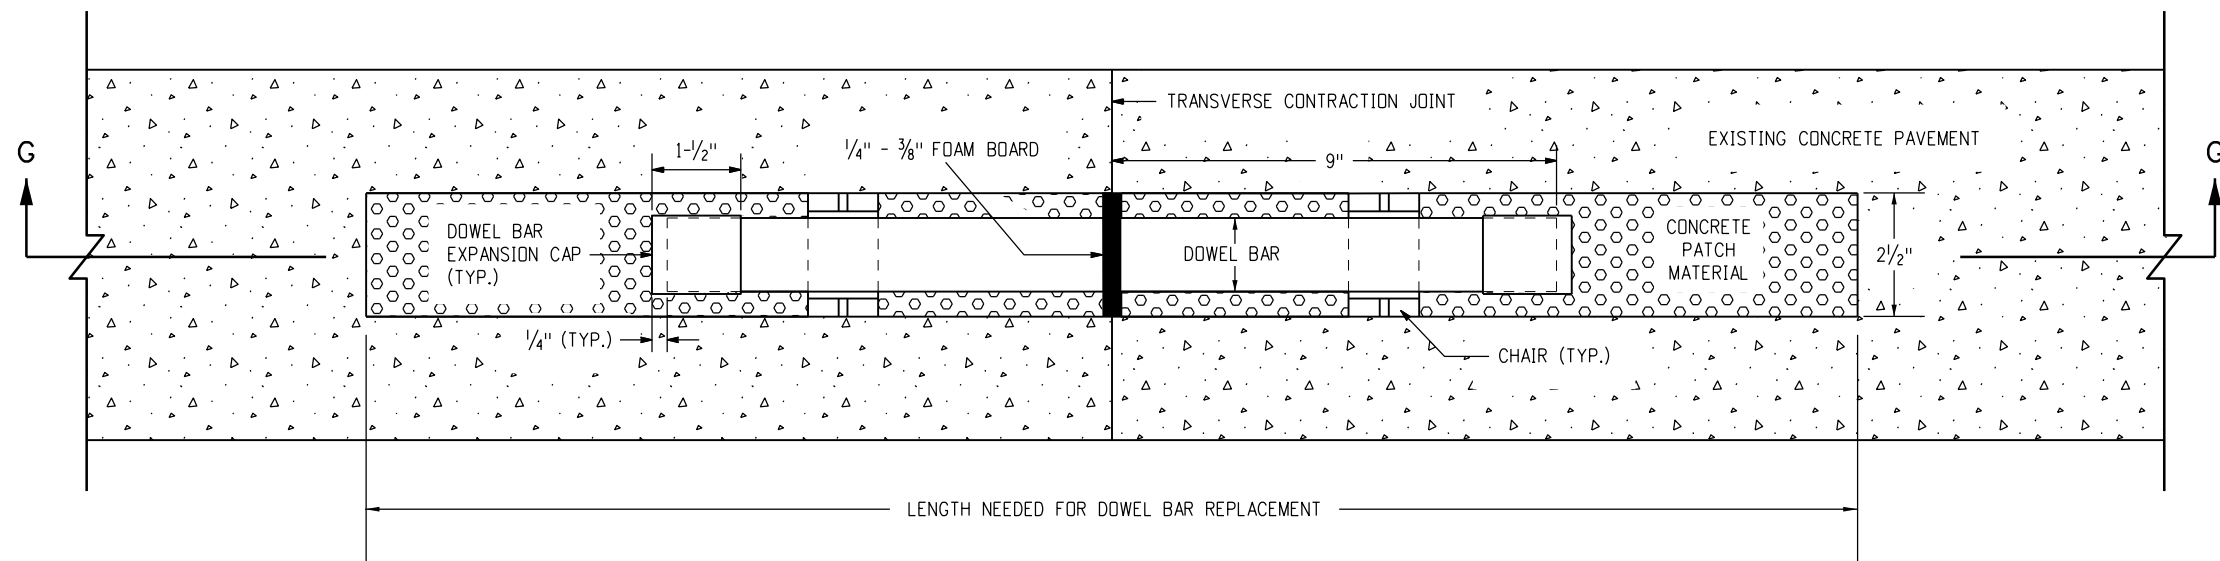 TRANSVERSE CONTRACTION JOINT
EXISTING CONCRETE PAVEMENT
G
G
1-1/2"
1/4" - 3/8" FOAM BOARD
9"
DOWEL BAR
EXPANSION CAP
(TYP.)
DOWEL BAR
CONCRETE
PATCH
MATERIAL
2 1/2"
1/4" (TYP.)
CHAIR (TYP.)
LENGTH NEEDED FOR DOWEL BAR REPLACEMENT